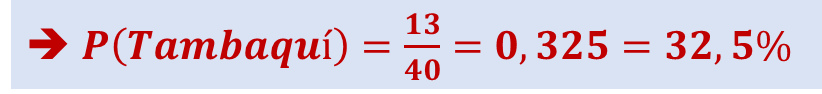 ➔ P(Tambaquí) = 13/40 = 0,325 = 32,5%